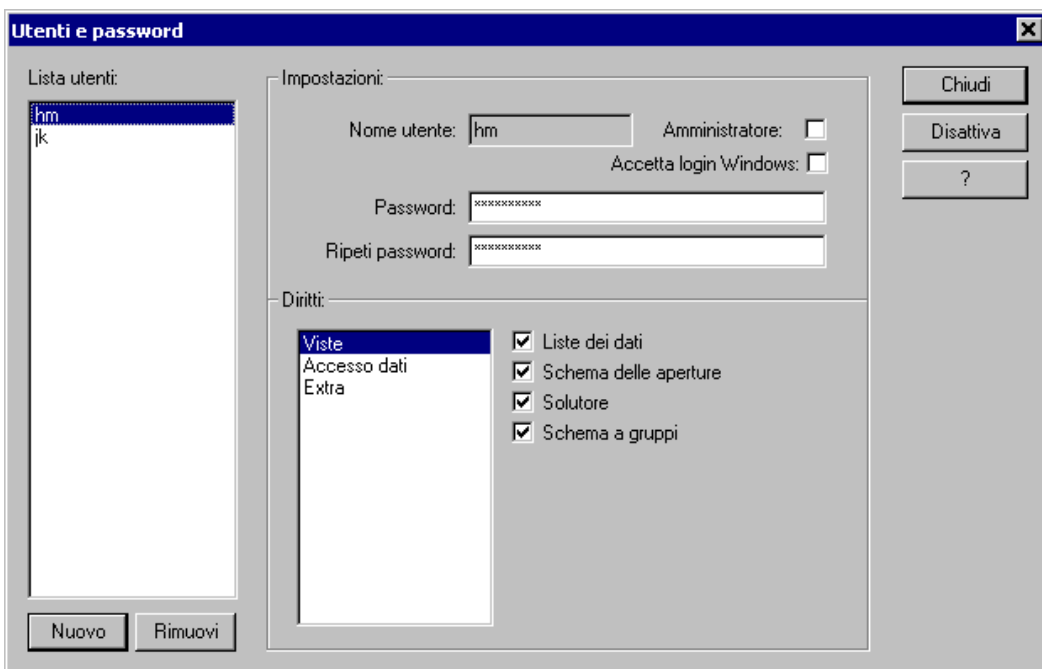 Utenti e password
Lista utenti:
hm
jk
Nuovo
Rimuovi
Impostazioni:
Nome utente: hm
Amministratore:
Accetta login Windows:
Password: **********
Ripeti password: **********
Diritti:
Viste
Accesso dati
Extra
Liste dei dati
Schema delle aperture
Solutore
Schema a gruppi
Chiudi
Disattiva
?